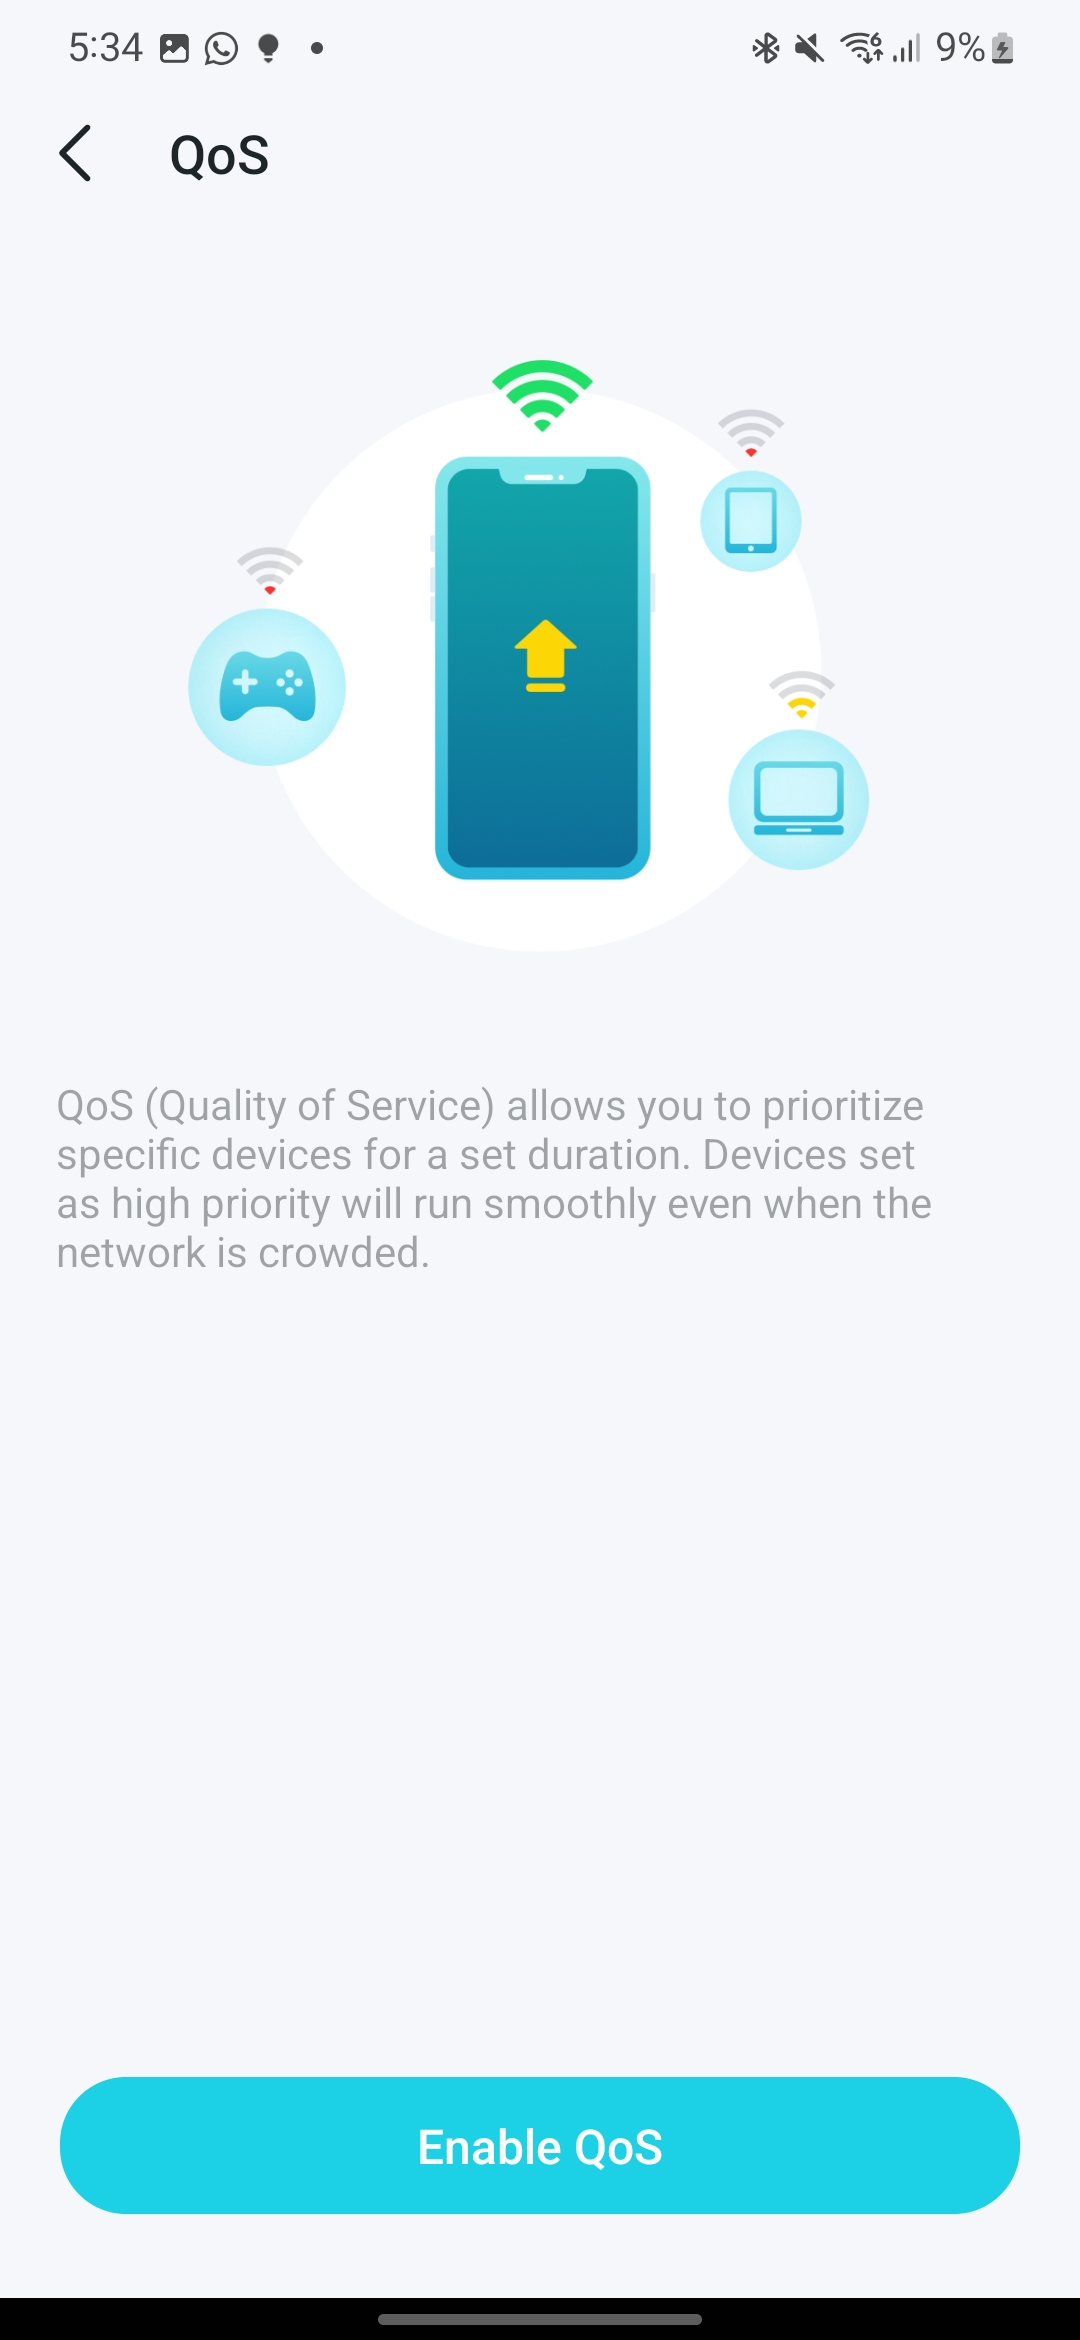 5:34 9%
QoS
QoS (Quality of Service) allows you to prioritize
specific devices for a set duration. Devices set
as high priority will run smoothly even when the
network is crowded.
Enable QoS